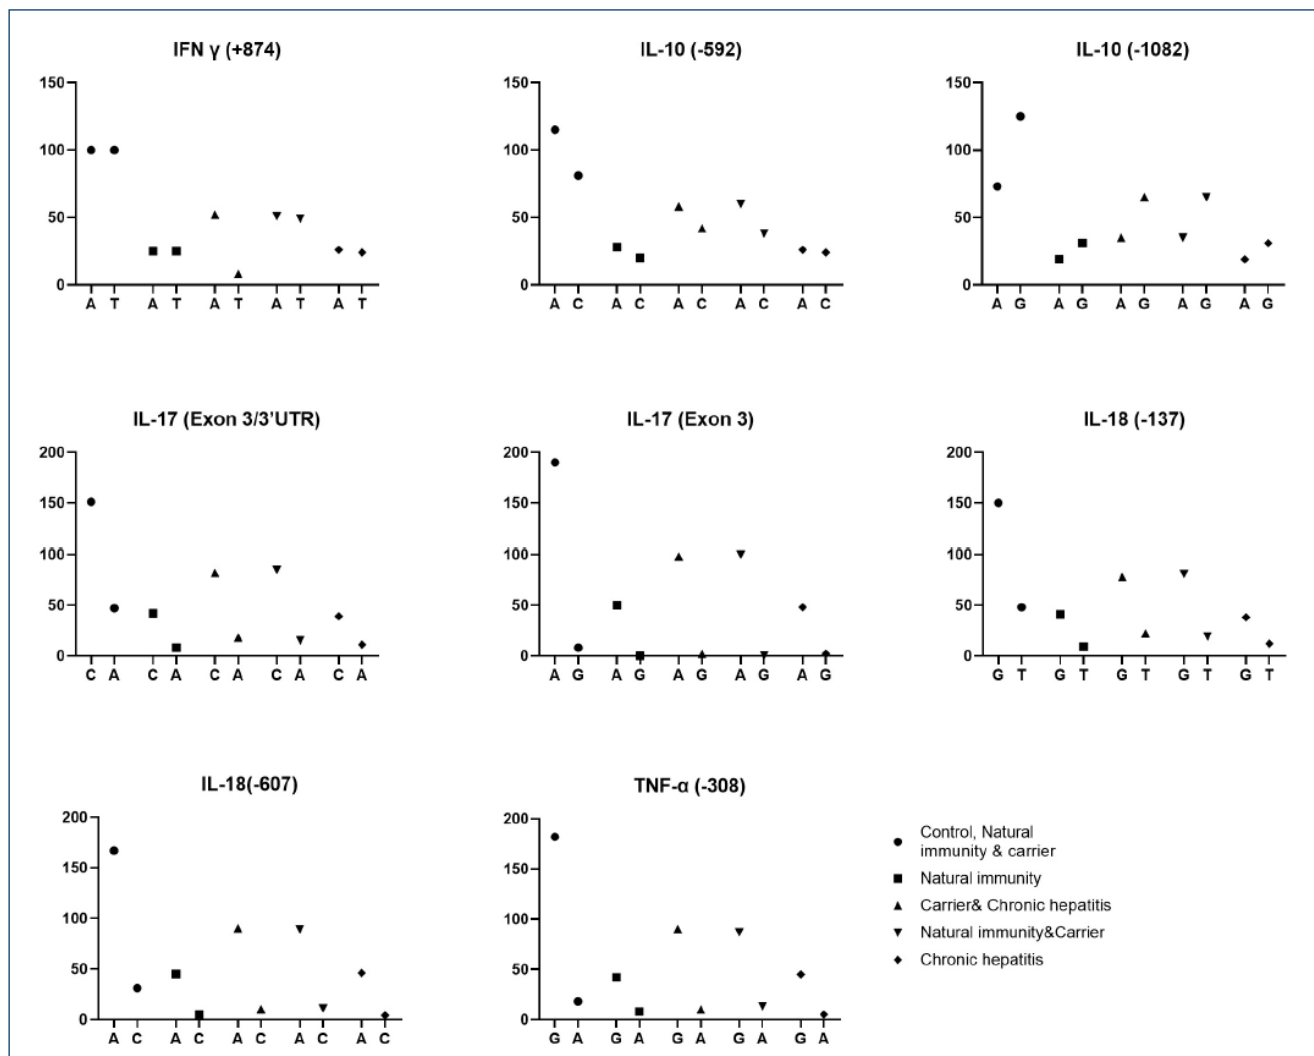 IFN γ (+874)
IL-10 (-592)
IL-10 (-1082)
150
100
50
0
A T A T A T A T A T
150
100
50
0
A C A C A C A C A C
150
100
50
0
A G A G A G A G A G
IL-17 (Exon 3/3’UTR)
IL-17 (Exon 3)
IL-18 (-137)
200
150
100
50
0
C A C A C A C A C A
200
150
100
50
0
A G A G A G A G A G
200
150
100
50
0
G T G T G T G T G T
IL-18(-607)
TNF-α (-308)
200
150
100
50
0
A C A C A C A C A C
200
150
100
50
0
G A G A G A G A G A
Control, Natural
immunity & carrier
Natural immunity
Carrier& Chronic hepatitis
Natural immunity&Carrier
Chronic hepatitis